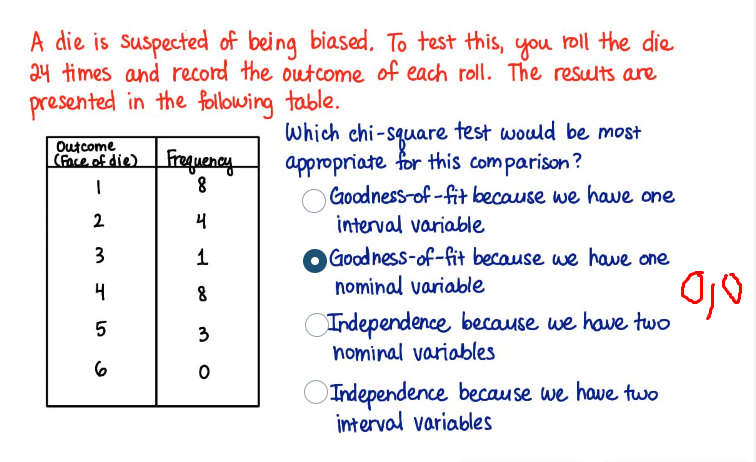 A die is suspected of being biased. To test this, you roll the die
24 times and record the outcome of each roll. The results are
presented in the following table.
Outcome
(Face of die) Frequency
1 8
2 4
3 1
4 8
5 3
6 0
Which chi-square test would be most
appropriate for this comparison?
Goodness-of-fit because we have one
interval variable
Goodness-of-fit because we have one
nominal variable
Independence because we have two
nominal variables
Independence because we have two
interval variables
0,0